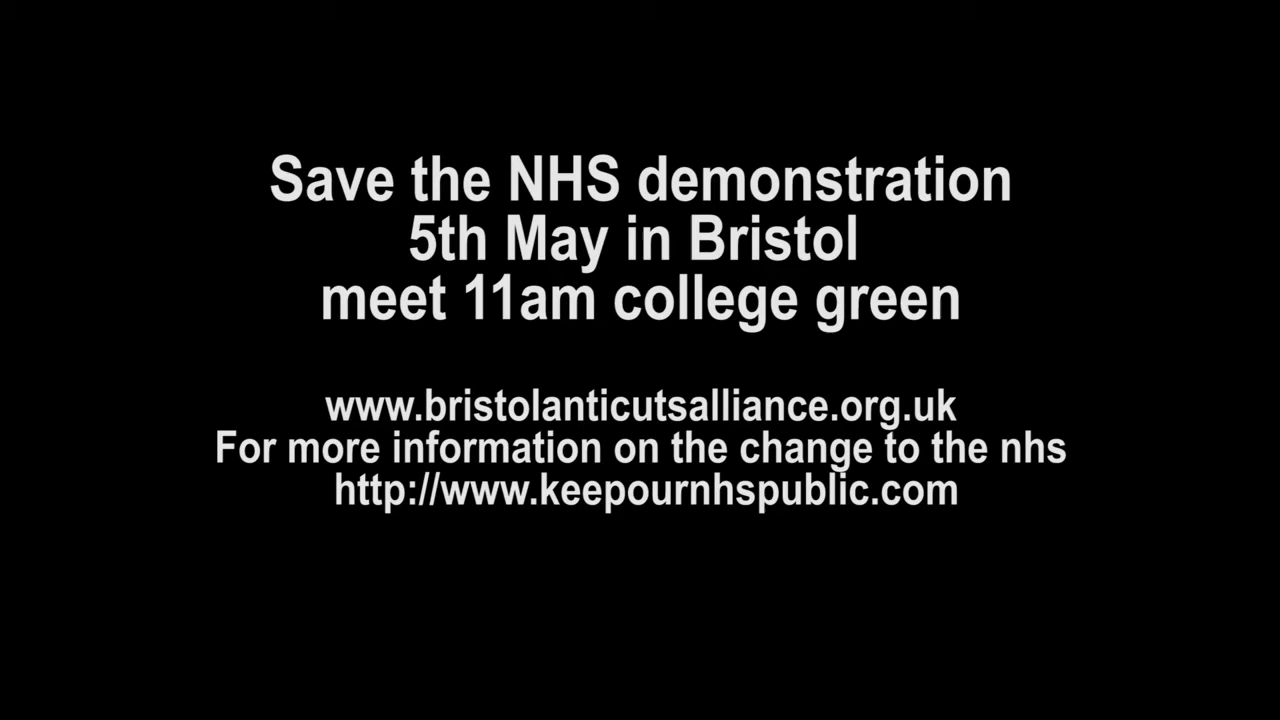 Save the NHS demonstration
5th May in Bristol
meet 11am college green
www.bristolanticutsalliance.org.uk
For more information on the change to the nhs
http://www.keepournhspublic.com